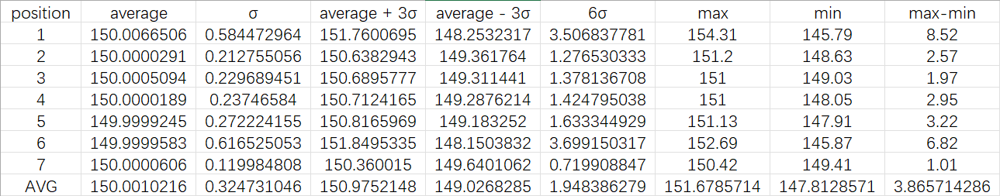 position average σ average + 3σ average - 3σ 6σ max min max-min
1 150.0066506 0.584472964 151.7600695 148.2532317 3.506837781 154.31 145.79 8.52
2 150.0000291 0.212755056 150.6382943 149.361764 1.276530333 151.2 148.63 2.57
3 150.0005094 0.229689451 150.6895777 149.311441 1.378136708 151 149.03 1.97
4 150.0000189 0.23746584 150.7124165 149.2876214 1.424795038 151 148.05 2.95
5 149.9999245 0.272224155 150.8165969 149.183252 1.633344929 151.13 147.91 3.22
6 149.9999583 0.616525053 151.8495335 148.1503832 3.699150317 152.69 145.87 6.82
7 150.0000606 0.119984808 150.360015 149.6401062 0.719908847 150.42 149.41 1.01
AVG 150.0010216 0.324731046 150.9752148 149.0268285 1.948386279 151.6785714 147.8128571 3.865714286